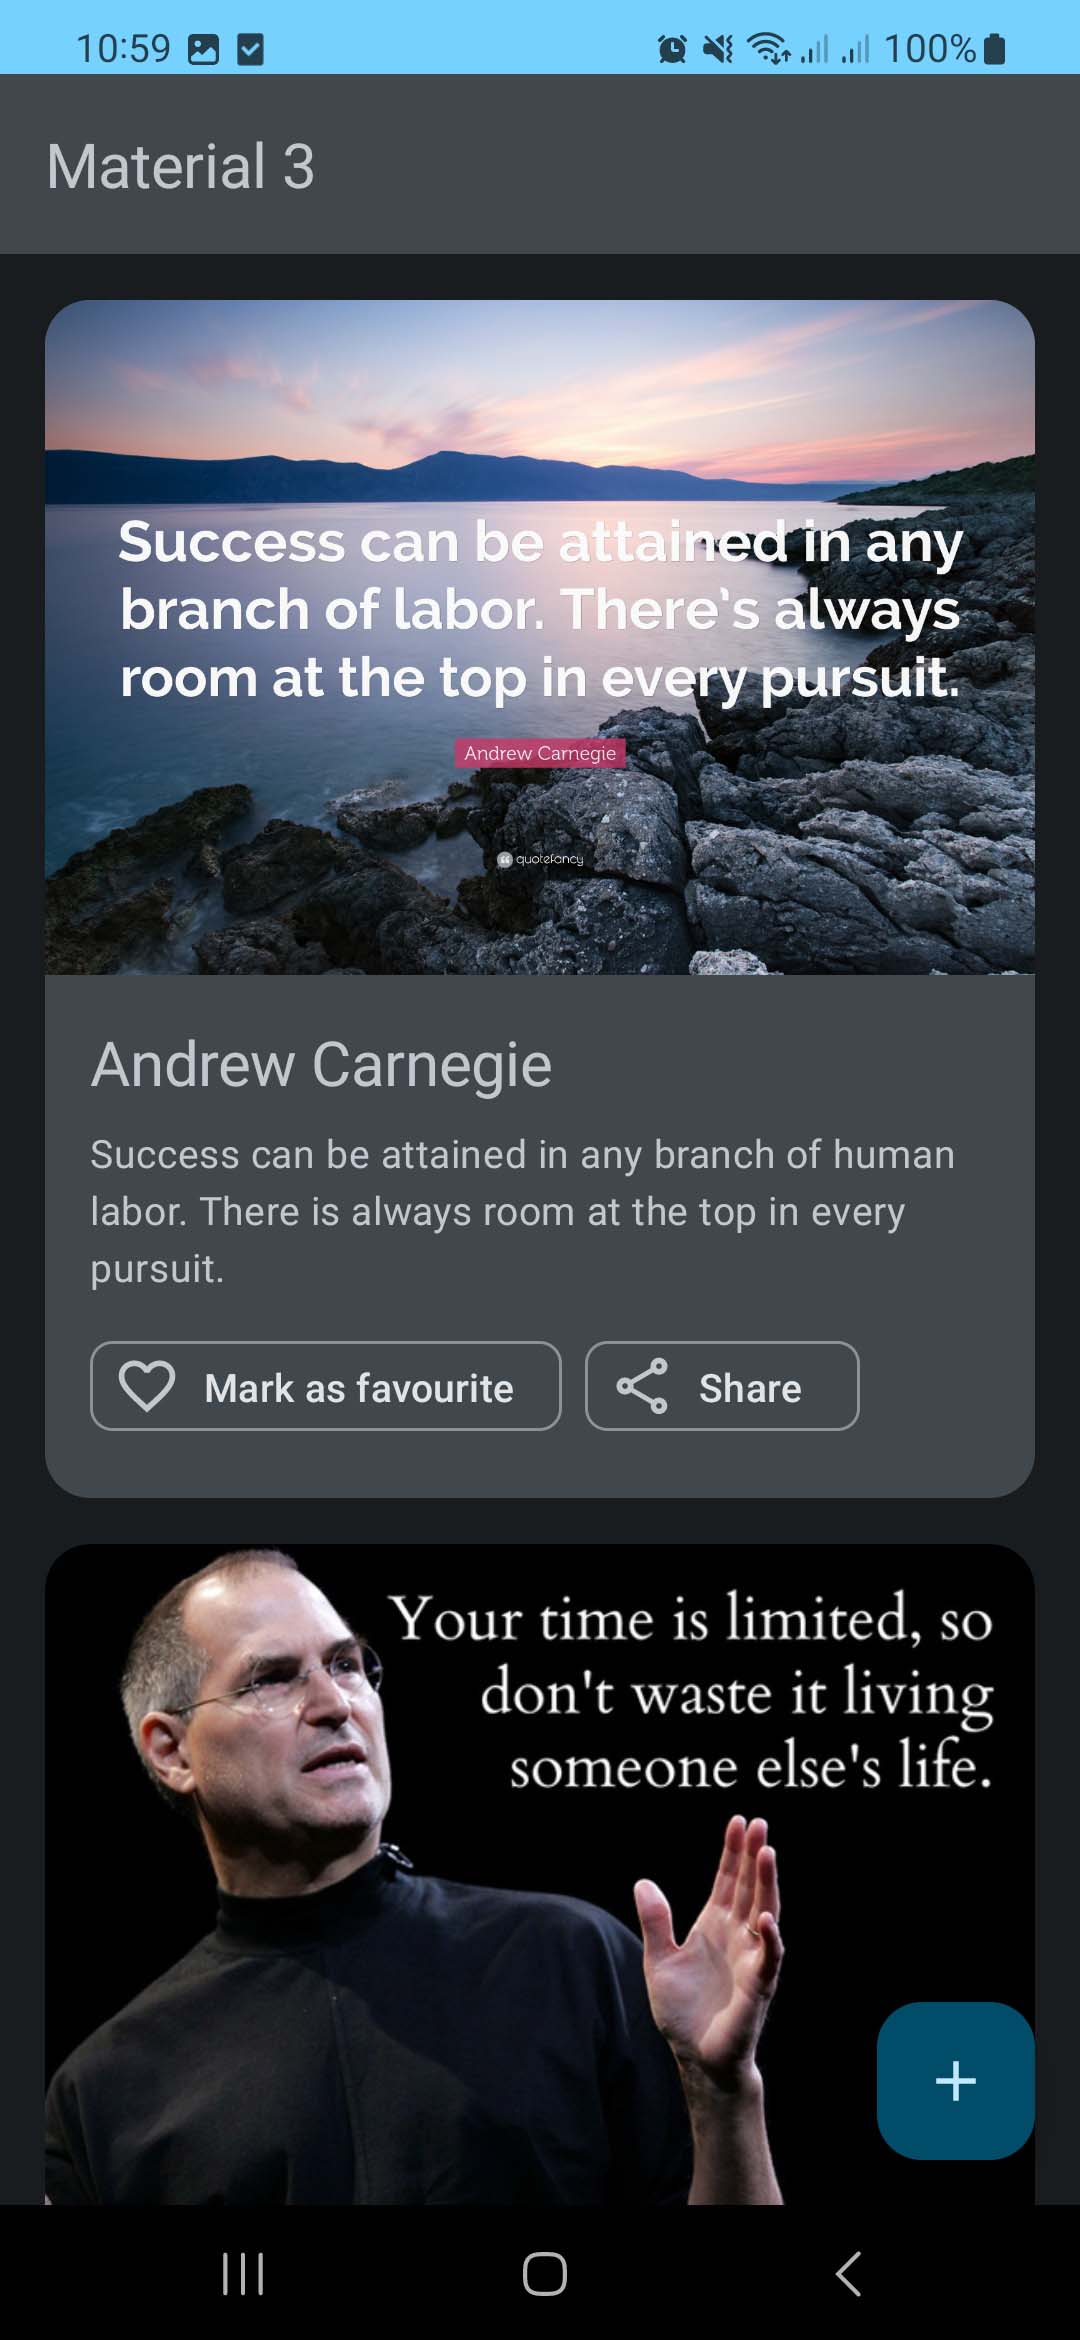 10:59
100%
Material 3
Success can be attained in any
branch of labor. There's always
room at the top in every pursuit.
Andrew Carnegie
quotefancy
Andrew Carnegie
Success can be attained in any branch of human
labor. There is always room at the top in every
pursuit.
Mark as favourite
Share
Your time is limited, so
don't waste it living
someone else's life.